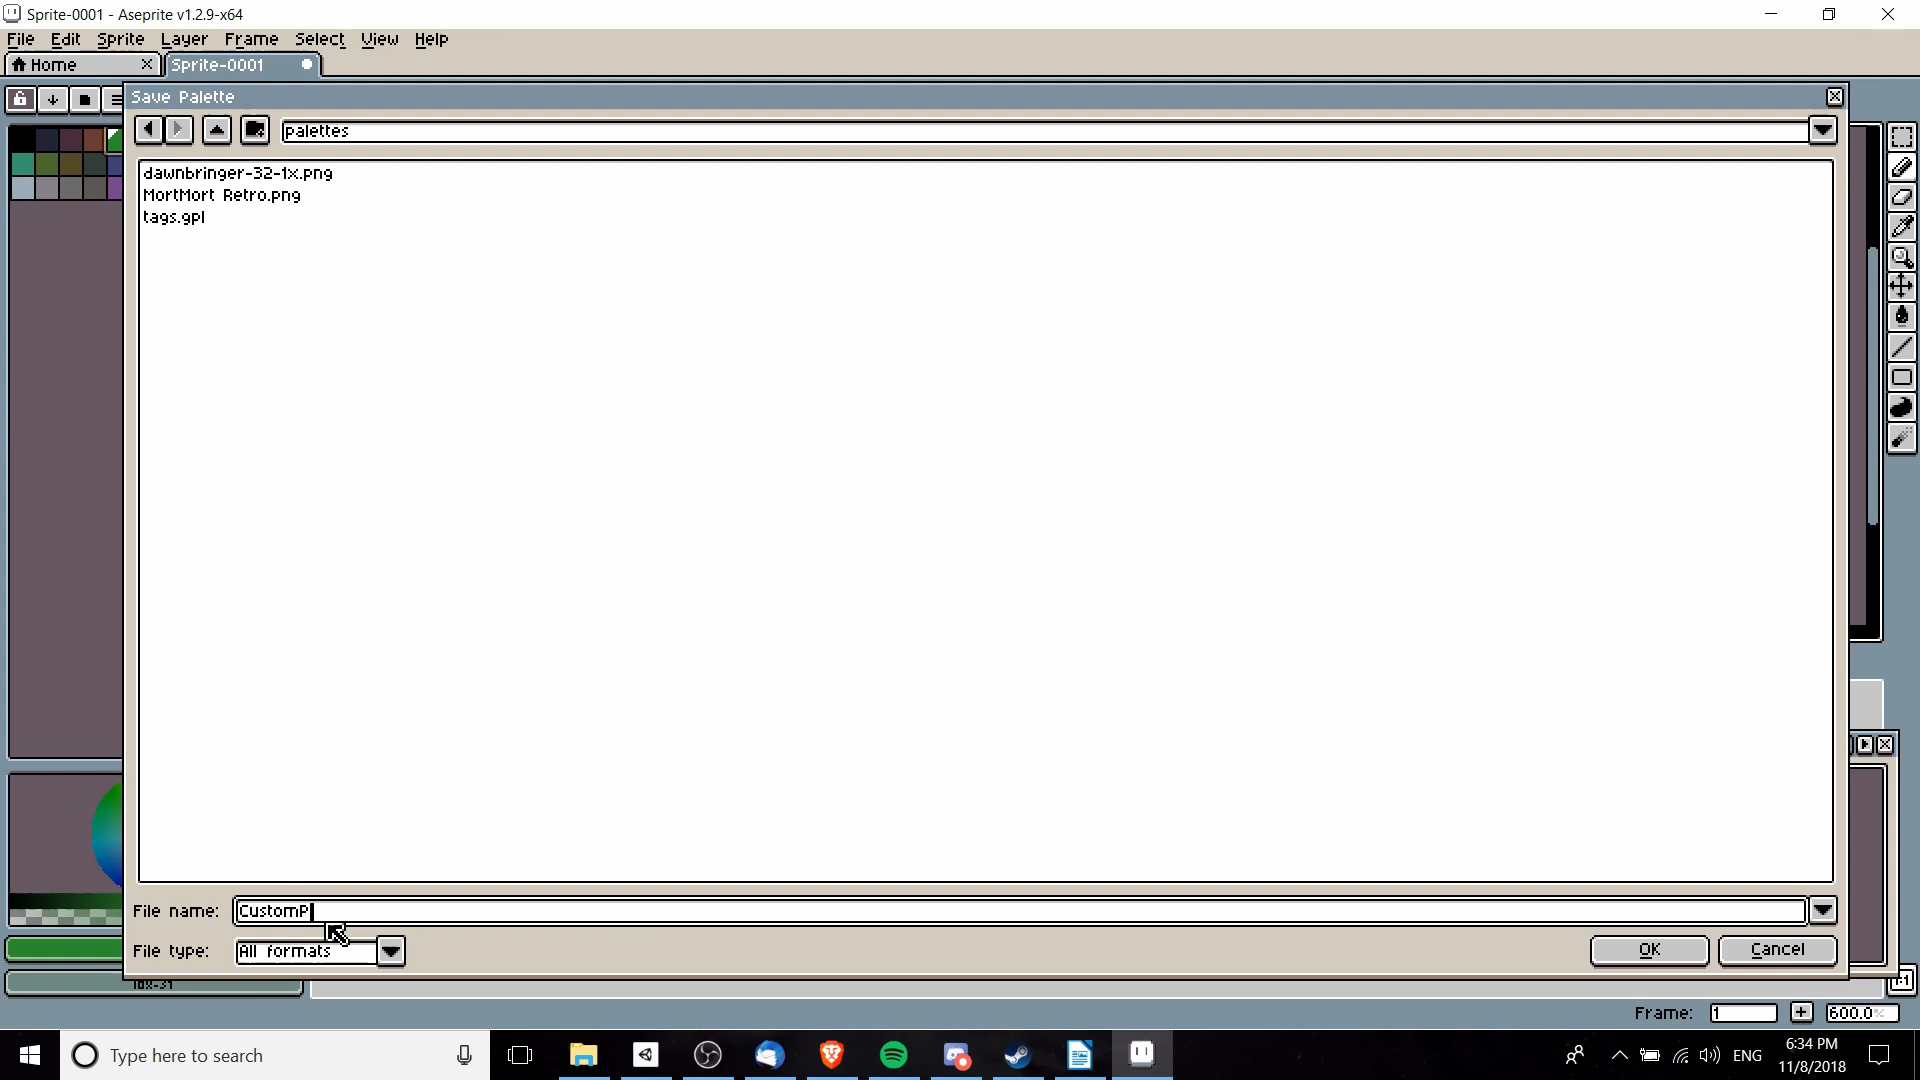 Sprite-0001 - Aseprite v1.2.9-x64
File Edit Sprite Layer Frame Select View Help
Home Sprite-0001
Save Palette
palettes
dawnbringer-32-1x.png
MortMort Retro.png
tags.gpl
File name: CustomP
File type: All formats
OK Cancel
Idx-31
Frame: 1 600.0%
Type here to search
ENG
6:34 PM
11/8/2018